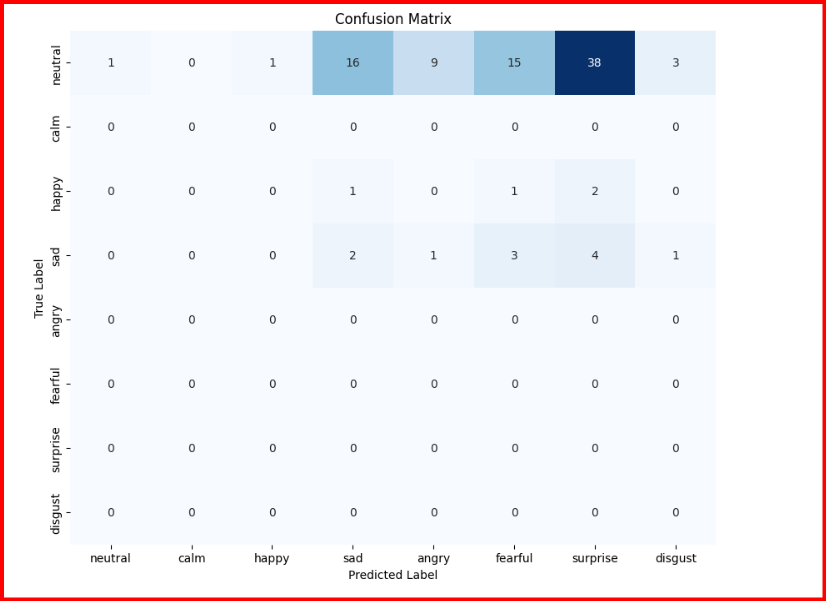 Confusion Matrix
neutral 1 0 1 16 9 15 38 3
calm 0 0 0 0 0 0 0 0
happy 0 0 0 1 0 1 2 0
sad 0 0 0 2 1 3 4 1
angry 0 0 0 0 0 0 0 0
fearful 0 0 0 0 0 0 0 0
surprise 0 0 0 0 0 0 0 0
disgust 0 0 0 0 0 0 0 0
True Label
neutral calm happy sad angry fearful surprise disgust
Predicted Label